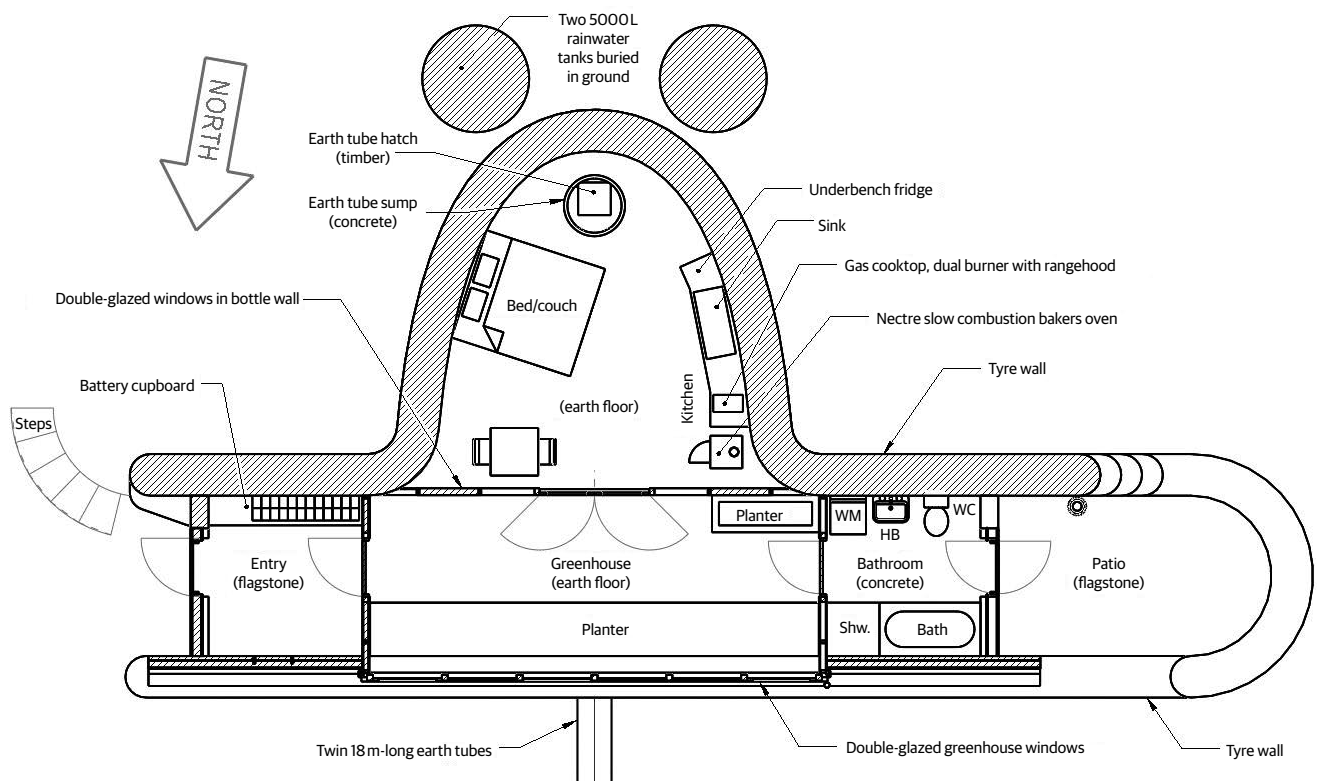 Two 5000L
rainwater
tanks buried
in ground
NORTH
Earth tube hatch
(timber)
Earth tube sump
(concrete)
Underbench fridge
Sink
Gas cooktop, dual burner with rangehood
Double-glazed windows in bottle wall
Bed/couch
Nectre slow combustion bakers oven
Tyre wall
Battery cupboard
Kitchen
(earth floor)
Steps
Planter
WM
HB
WC
Entry
(flagstone)
Greenhouse
(earth floor)
Bathroom
(concrete)
Patio
(flagstone)
Planter
Shw.
Bath
Twin 18 m-long earth tubes
Double-glazed greenhouse windows
Tyre wall